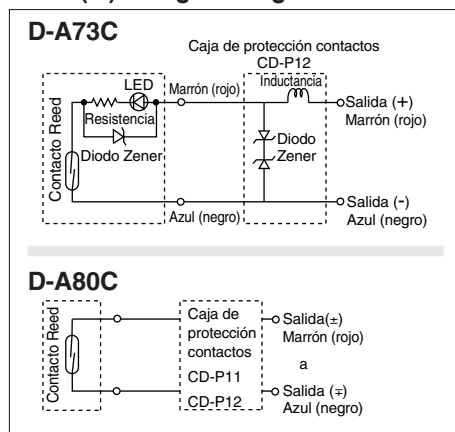 D-A73C
Caja de protección contactos
CD-P12
LED
Marrón (rojo)
Inductancia
Salida (+)
Marrón (rojo)
Resistencia
Diodo Zener
Diodo
Zener
Contacto Reed
Azul (negro)
Salida (-)
Azul (negro)
D-A80C
Contacto Reed
Caja de
protección
contactos
CD-P11
CD-P12
Salida(±)
Marrón (rojo)
a
Salida (∓)
Azul (negro)